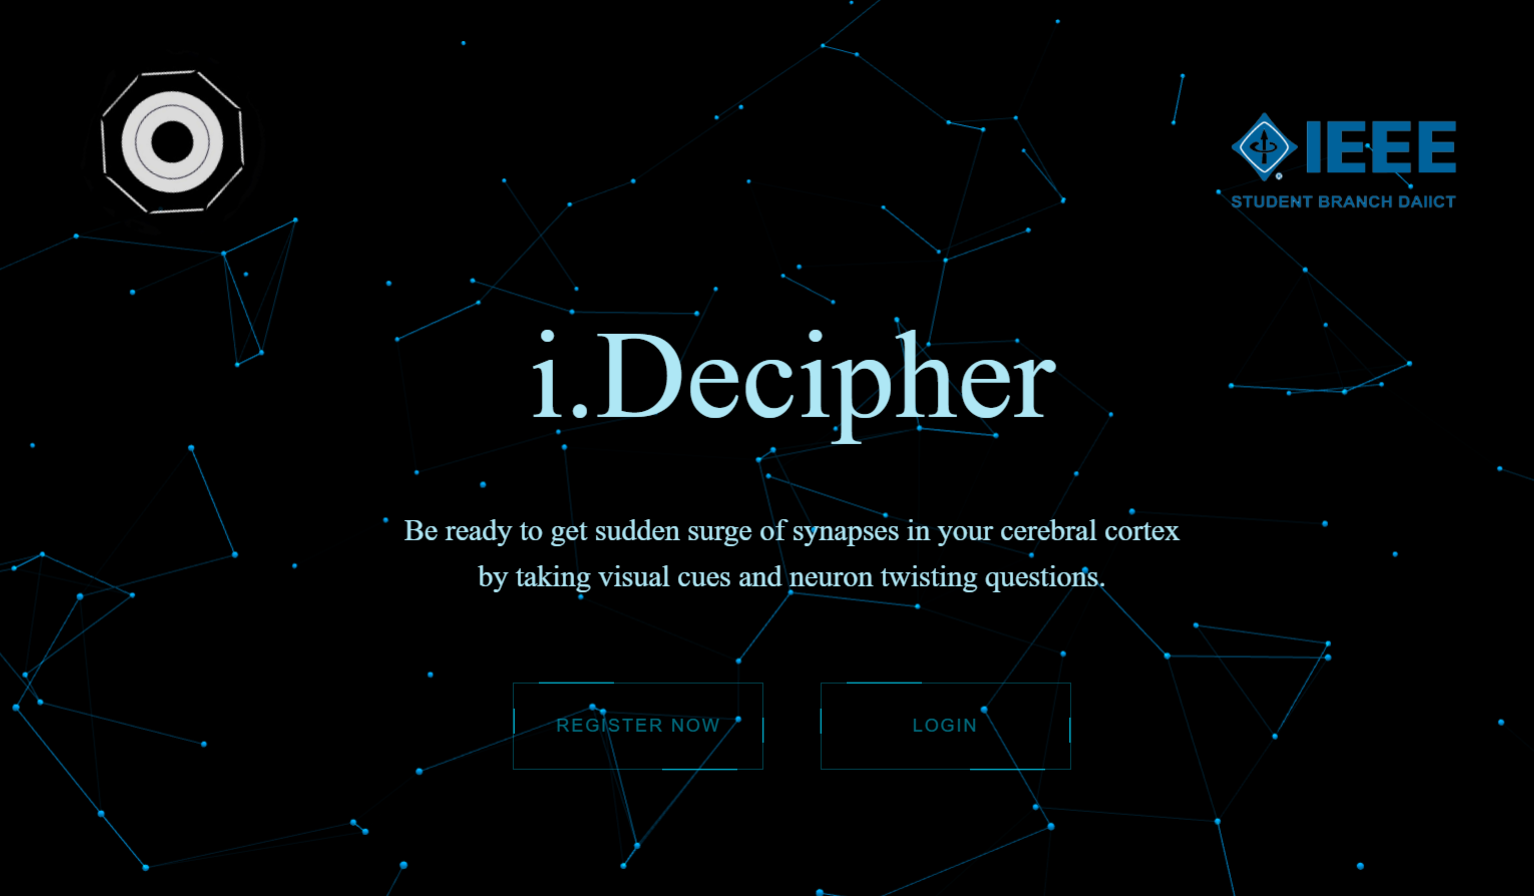 IEEE
STUDENT BRANCH DAIICT
i.Decipher
Be ready to get sudden surge of synapses in your cerebral cortex
by taking visual cues and neuron twisting questions.
REGISTER NOW
LOGIN